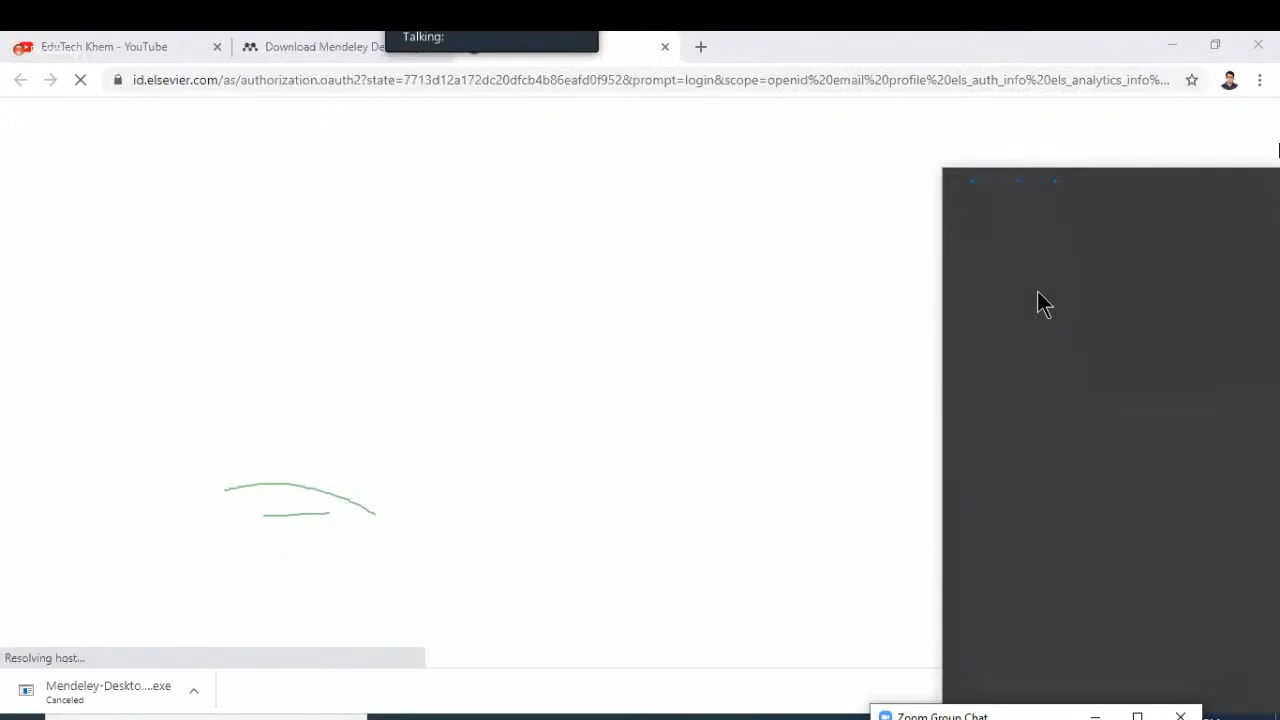 Talking:
EduTech Khem - YouTube
Download Mendeley De
id.elsevier.com/as/authorization.oauth2?state=7713d12a172dc20dfcb4b86eafd0f952&prompt=login&scope=openid%20email%20profile%20els_auth_info%20els_analytics_info%...
Resolving host...
Mendeley-Deskto....exe
Canceled
Zoom Group Chat